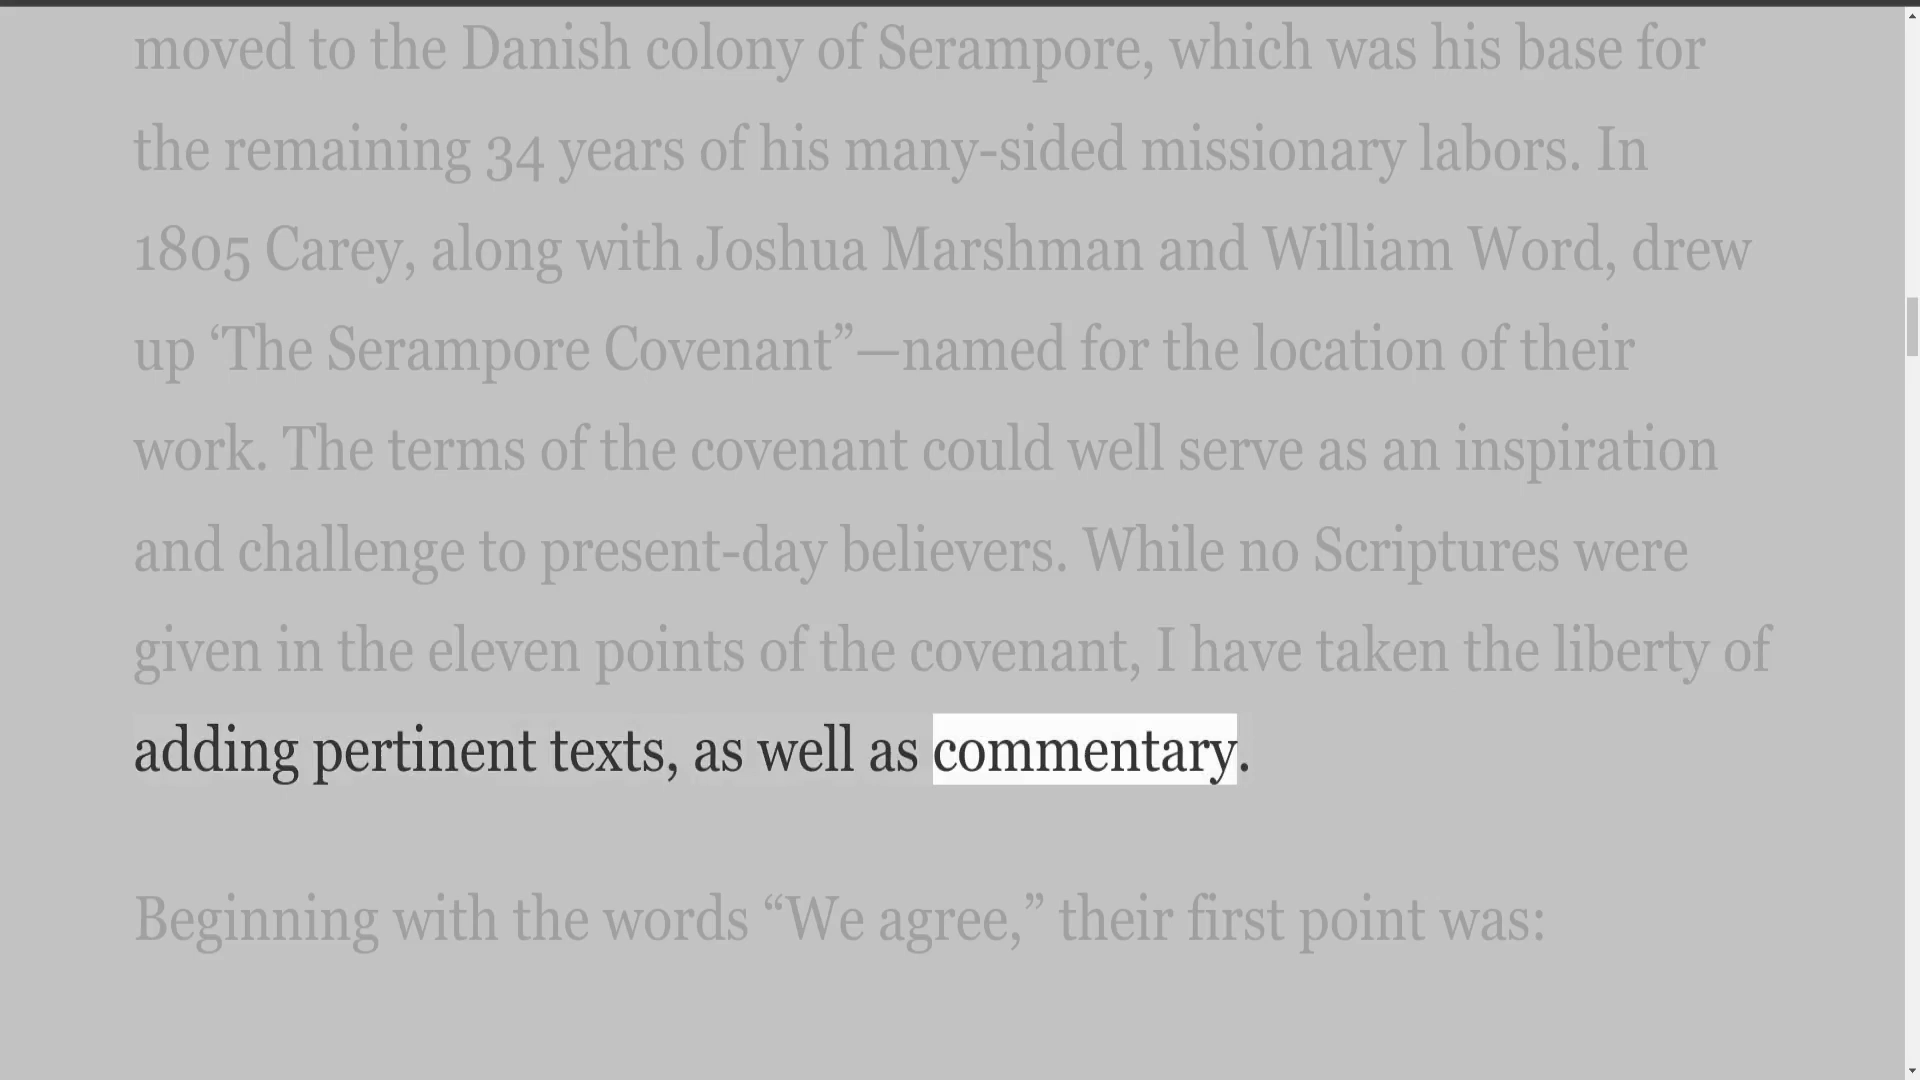 moved to the Danish colony of Serampore, which was his base for
the remaining 34 years of his many-sided missionary labors. In
1805 Carey, along with Joshua Marshman and William Word, drew
up ‘The Serampore Covenant”—named for the location of their
work. The terms of the covenant could well serve as an inspiration
and challenge to present-day believers. While no Scriptures were
given in the eleven points of the covenant, I have taken the liberty of
adding pertinent texts, as well as commentary.
Beginning with the words “We agree,” their first point was: